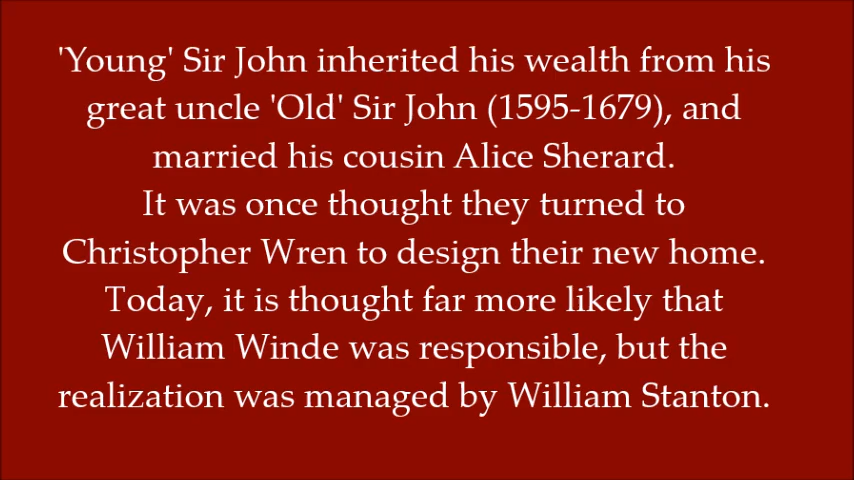 'Young' Sir John inherited his wealth from his
great uncle 'Old' Sir John (1595-1679), and
married his cousin Alice Sherard.
It was once thought they turned to
Christopher Wren to design their new home.
Today, it is thought far more likely that
William Winde was responsible, but the
realization was managed by William Stanton.